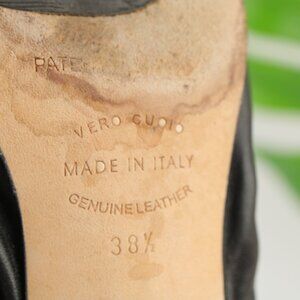 VERO CUOIO
MADE IN ITALY
GENUINE LEATHER
38½